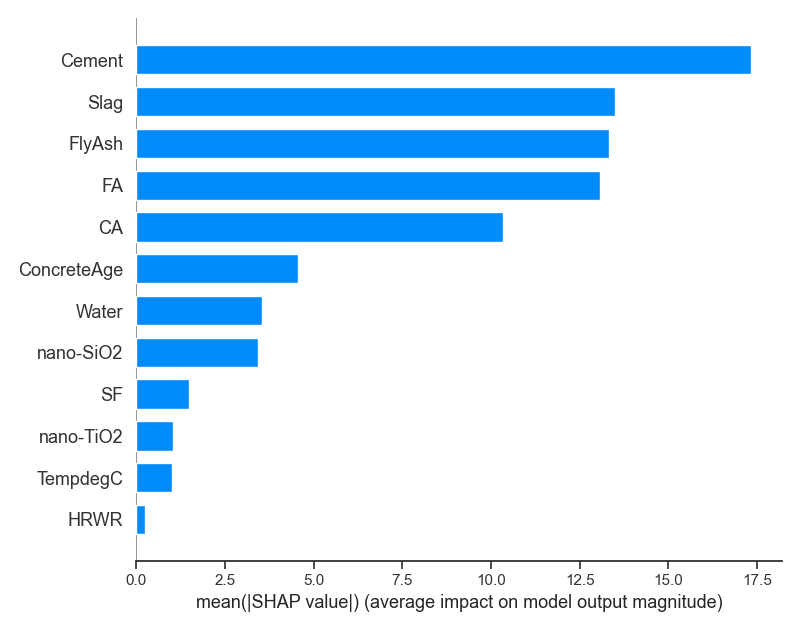 Cement
Slag
FlyAsh
FA
CA
ConcreteAge
Water
nano-SiO2
SF
nano-TiO2
TempdegC
HRWR
0.0 2.5 5.0 7.5 10.0 12.5 15.0 17.5
mean(|SHAP value|) (average impact on model output magnitude)